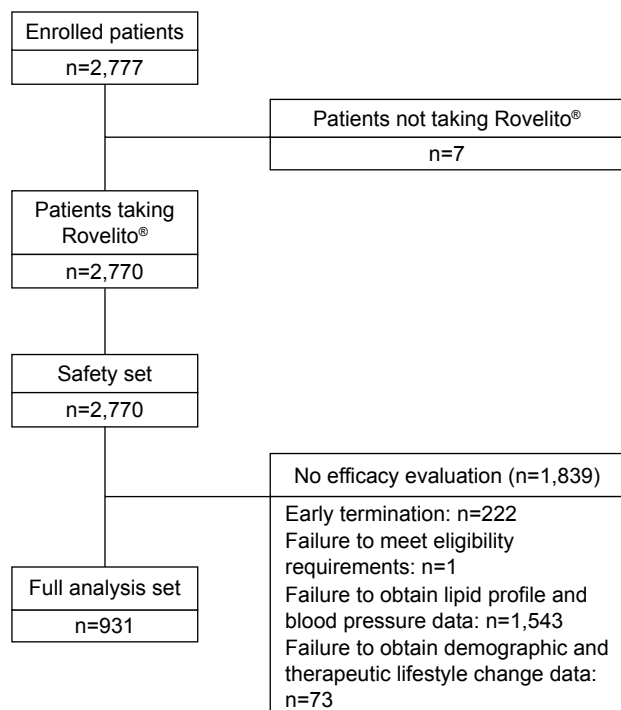 Enrolled patients
n=2,777
Patients not taking Rovelito®
n=7
Patients taking
Rovelito®
n=2,770
Safety set
n=2,770
No efficacy evaluation (n=1,839)
Early termination: n=222
Failure to meet eligibility
requirements: n=1
Failure to obtain lipid profile and
blood pressure data: n=1,543
Failure to obtain demographic and
therapeutic lifestyle change data:
n=73
Full analysis set
n=931